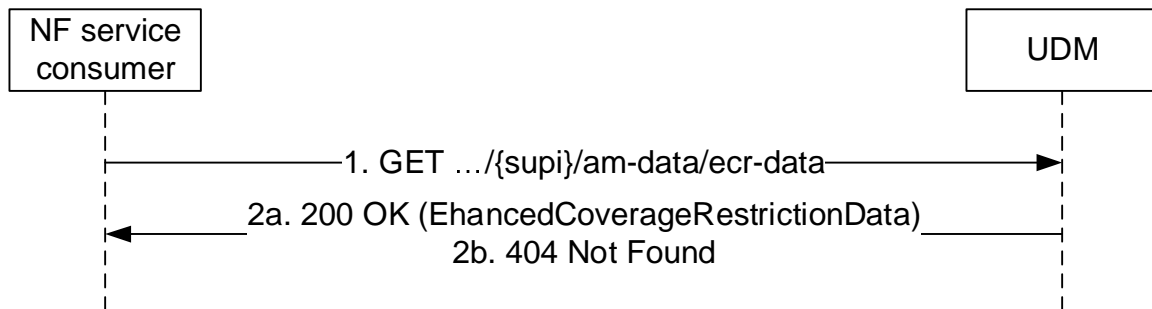 NF service
consumer
UDM
1. GET …/{supi}/am-data/ecr-data
2a. 200 OK (EhancedCoverageRestrictionData)
2b. 404 Not Found